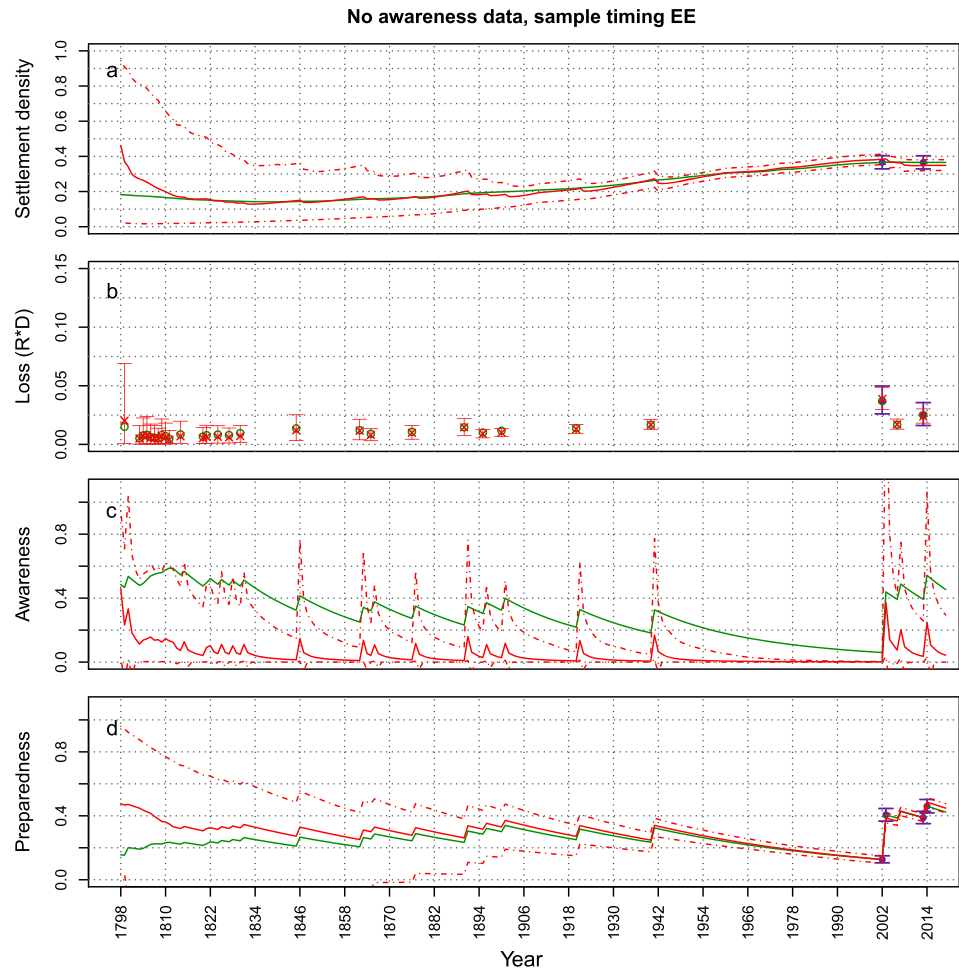 No awareness data, sample timing EE
Settlement density
a
1.0
0.8
0.6
0.4
0.2
0.0
Loss (R*D)
b
0.15
0.10
0.05
0.00
Awareness
c
0.8
0.4
0.0
Preparedness
d
0.8
0.4
0.0
1798 1810 1822 1834 1846 1858 1870 1882 1894 1906 1918 1930 1942 1954 1966 1978 1990 2002 2014
Year